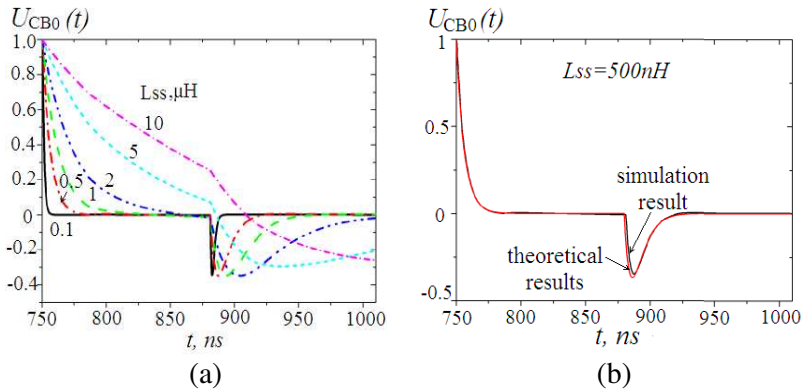 U_CB0 (t)
1.0
0.8
0.6
0.4
0.2
0
-0.2
-0.4
Lss,μH
10
5
2
1
0.5
0.1
750 800 850 900 950 1000
t, ns
(a)
U_CB0 (t)
1
0.5
0
-0.5
Lss=500nH
simulation
result
theoretical
results
750 800 850 900 950 1000
t, ns
(b)